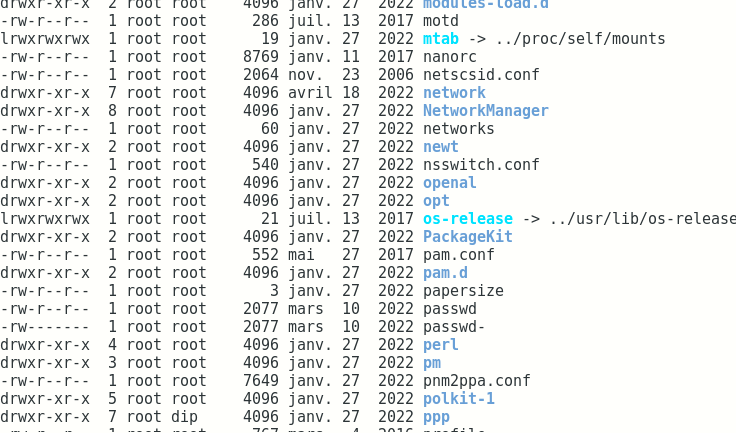 drwxr-xr-x  2 root root    4096 janv. 27  2022 modules-load.d
-rw-r--r--  1 root root     286 juil. 13  2017 motd
lrwxrwxrwx  1 root root      19 janv. 27  2022 mtab -> ../proc/self/mounts
-rw-r--r--  1 root root    8769 janv. 11  2017 nanorc
-rw-r--r--  1 root root    2064 nov.  23  2006 netscsid.conf
drwxr-xr-x  7 root root    4096 avril 18  2022 network
drwxr-xr-x  8 root root    4096 janv. 27  2022 NetworkManager
-rw-r--r--  1 root root      60 janv. 27  2022 networks
drwxr-xr-x  2 root root    4096 janv. 27  2022 newt
-rw-r--r--  1 root root     540 janv. 27  2022 nsswitch.conf
drwxr-xr-x  2 root root    4096 janv. 27  2022 openal
drwxr-xr-x  2 root root    4096 janv. 27  2022 opt
lrwxrwxrwx  1 root root      21 juil. 13  2017 os-release -> ../usr/lib/os-release
drwxr-xr-x  2 root root    4096 janv. 27  2022 PackageKit
-rw-r--r--  1 root root     552 mai   27  2017 pam.conf
drwxr-xr-x  2 root root    4096 janv. 27  2022 pam.d
-rw-r--r--  1 root root       3 janv. 27  2022 papersize
-rw-r--r--  1 root root    2077 mars  10  2022 passwd
-rw-------  1 root root    2077 mars  10  2022 passwd-
drwxr-xr-x  4 root root    4096 janv. 27  2022 perl
drwxr-xr-x  3 root root    4096 janv. 27  2022 pm
-rw-r--r--  1 root root    7649 janv. 27  2022 pnm2ppa.conf
drwxr-xr-x  5 root root    4096 janv. 27  2022 polkit-1
drwxr-xr-x  7 root dip     4096 janv. 27  2022 ppp
-rw-r--r--  1 root root     767 mars   4  2016 profile